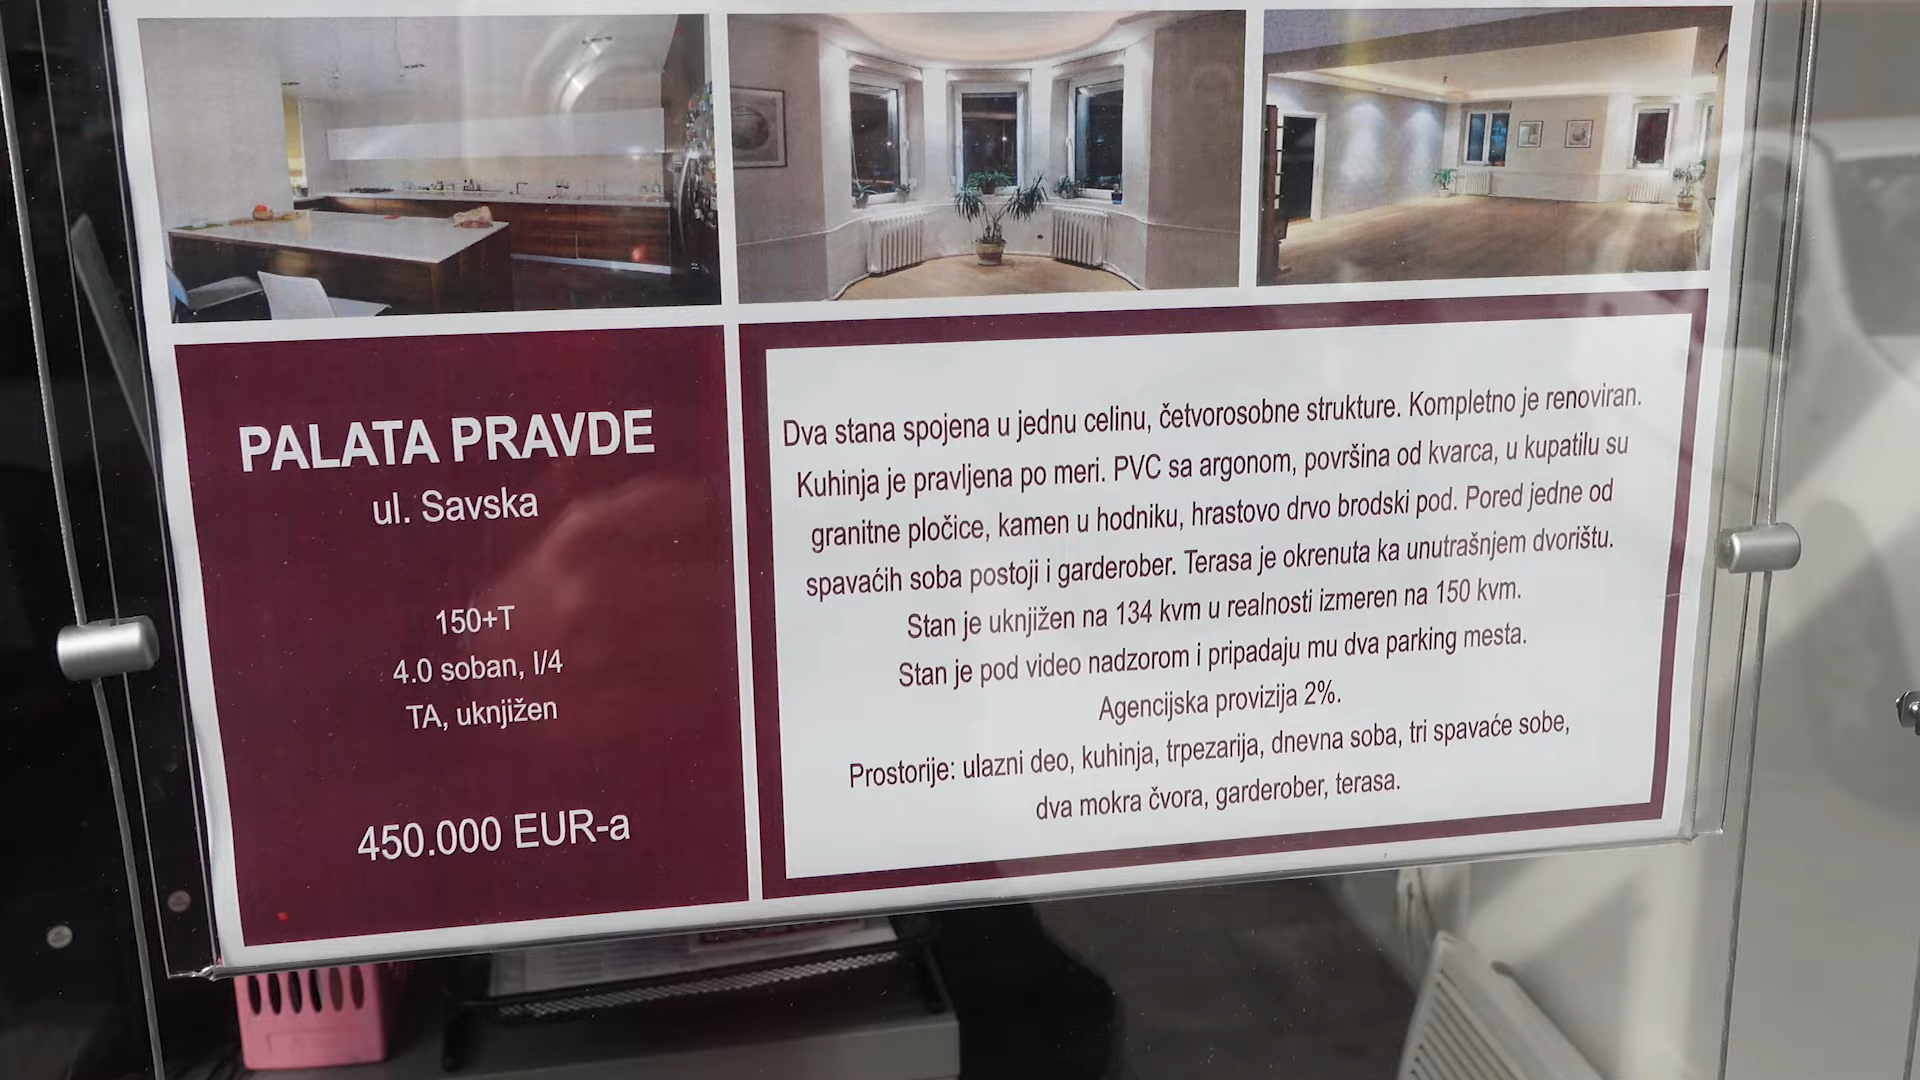 PALATA PRAVDE
ul. Savska
150+T
4.0 soban, I/4
TA, uknjižen
450.000 EUR-a
Dva stana spojena u jednu celinu, četvorosobne strukture. Kompletno je renoviran.
Kuhinja je pravljena po meri. PVC sa argonom, površina od kvarca, u kupatilu su
granitne pločice, kamen u hodniku, hrastovo drvo brodski pod. Pored jedne od
spavaćih soba postoji i garderober. Terasa je okrenuta ka unutrašnjem dvorištu.
Stan je uknjižen na 134 kvm u realnosti izmeren na 150 kvm.
Stan je pod video nadzorom i pripadaju mu dva parking mesta.
Agencijska provizija 2%.
Prostorije: ulazni deo, kuhinja, trpezarija, dnevna soba, tri spavaće sobe,
dva mokra čvora, garderober, terasa.